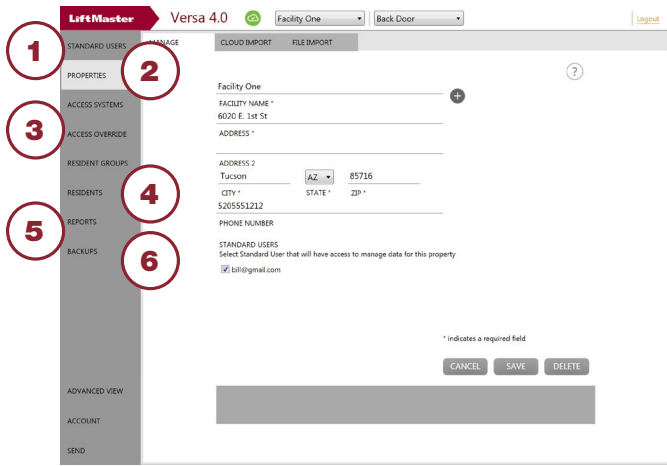 LiftMaster Versa 4.0 Facility One Back Door Logout
1 STANDARD USERS MANAGE CLOUD IMPORT FILE IMPORT
2
PROPERTIES
?
Facility One
+
ACCESS SYSTEMS
FACILITY NAME *
6020 E. 1st St
3
ACCESS OVERRIDE
ADDRESS *
RESIDENT GROUPS
ADDRESS 2
Tucson AZ 85716
RESIDENTS
4
CITY * STATE * ZIP *
5205551212
5
REPORTS
PHONE NUMBER
BACKUPS
6
STANDARD USERS
Select Standard User that will have access to manage data for this property
bill@gmail.com
* indicates a required field
CANCEL SAVE DELETE
ADVANCED VIEW
ACCOUNT
SEND